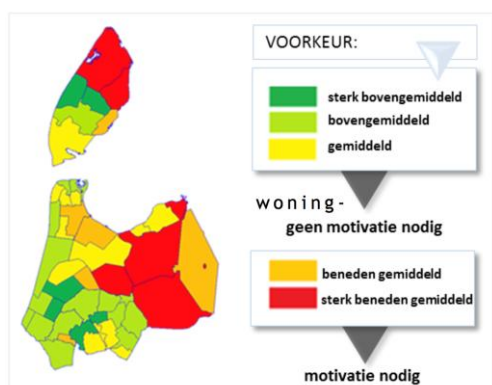 VOORKEUR:
sterk bovengemiddeld
bovengemiddeld
gemiddeld
woning-
geen motivatie nodig
beneden gemiddeld
sterk beneden gemiddeld
motivatie nodig